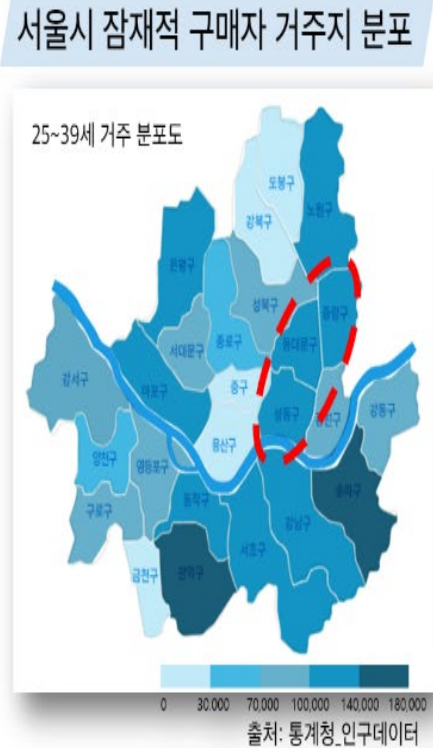 서울시 잠재적 구매자 거주지 분포
25~39세 거주 분포도
도봉구
노원구
강북구
은평구
성북구
중랑구
종로구
동대문구
서대문구
마포구
중구
성동구
광진구
강동구
강서구
용산구
양천구
영등포구
송파구
동작구
강남구
구로구
서초구
관악구
금천구
0 30.000 70,000 100,000 140,000 180,000
출처: 통계청_인구데이터